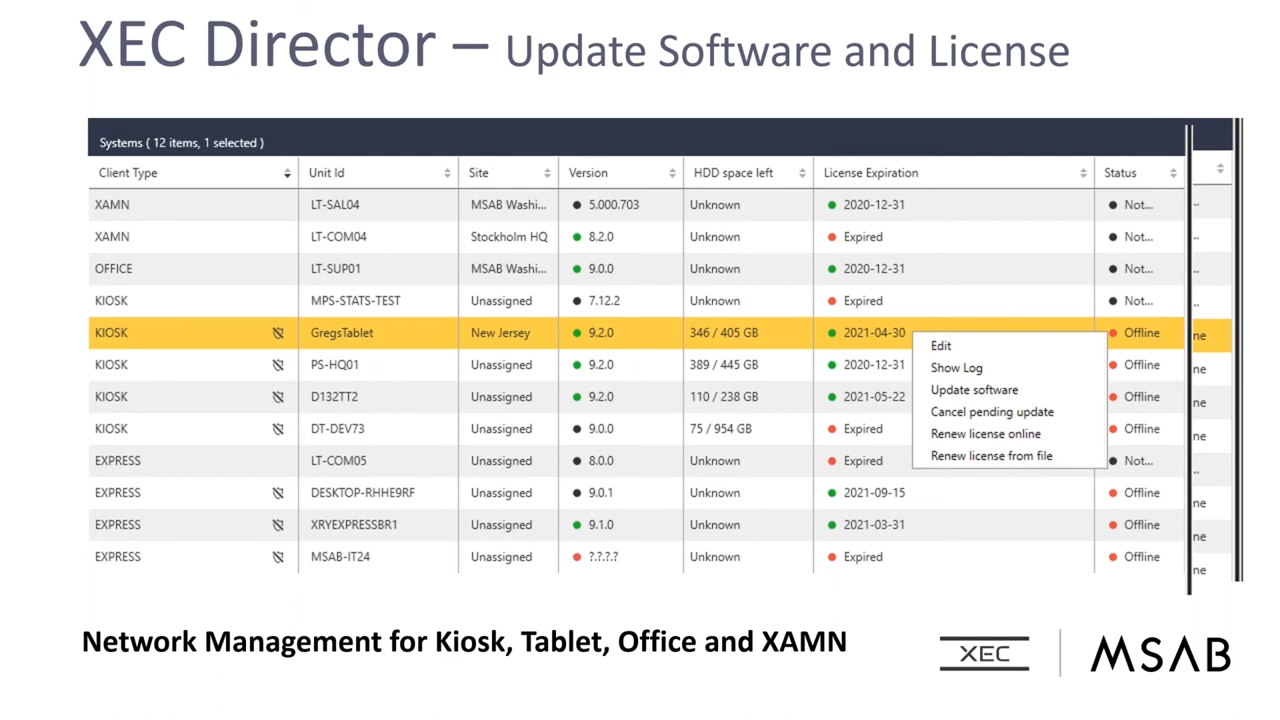 XEC Director – Update Software and License
Systems ( 12 items, 1 selected )
Client Type Unit Id Site Version HDD space left License Expiration Status
XAMN LT-SAL04 MSAB Washi... 5.000.703 Unknown 2020-12-31 Not... ..
XAMN LT-COM04 Stockholm HQ 8.2.0 Unknown Expired Not... ..
OFFICE LT-SUP01 MSAB Washi... 9.0.0 Unknown 2020-12-31 Not... ..
KIOSK MPS-STATS-TEST Unassigned 7.12.2 Unknown Expired Not... ..
KIOSK GregsTablet New Jersey 9.2.0 346 / 405 GB 2021-04-30 Offline ne
KIOSK PS-HQ01 Unassigned 9.2.0 389 / 445 GB 2020-12-31 Offline ne
KIOSK D132TT2 Unassigned 9.2.0 110 / 238 GB 2021-05-22 Offline ne
KIOSK DT-DEV73 Unassigned 9.0.0 75 / 954 GB Expired Offline ne
EXPRESS LT-COM05 Unassigned 8.0.0 Unknown Expired Not... ..
EXPRESS DESKTOP-RHHE9RF Unassigned 9.0.1 Unknown 2021-09-15 Offline ne
EXPRESS XRYEXPRESSBR1 Unassigned 9.1.0 Unknown 2021-03-31 Offline ne
EXPRESS MSAB-IT24 Unassigned ?.?.?.? Unknown Expired Offline ne
Edit
Show Log
Update software
Cancel pending update
Renew license online
Renew license from file
Network Management for Kiosk, Tablet, Office and XAMN
XEC
MSAB